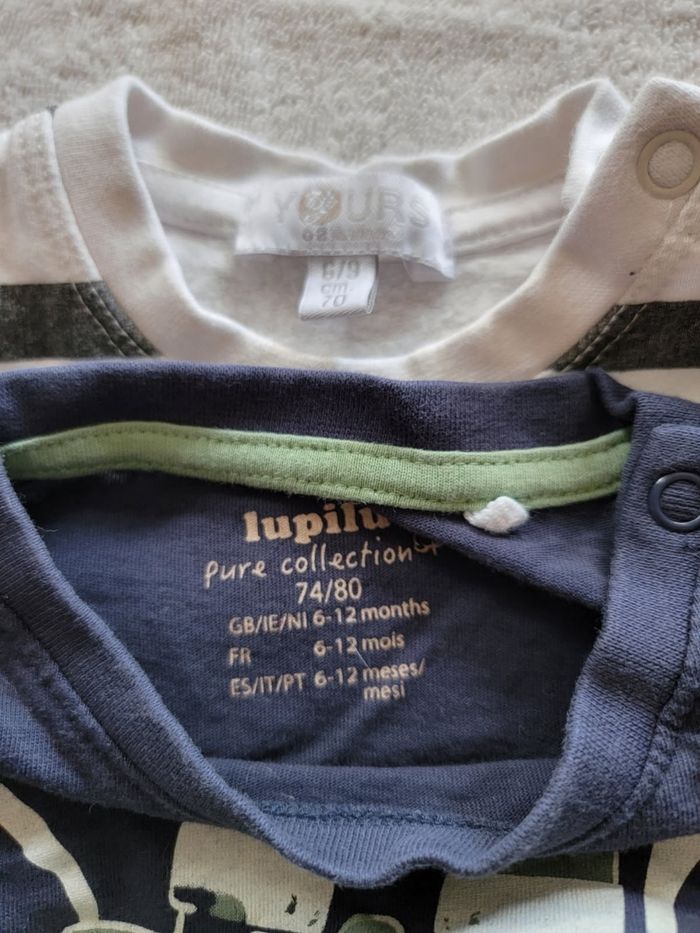 YOURS
6/9
cm.
70
lupilu
pure collection
74/80
GB/IE/NI 6-12 months
FR 6-12 mois
ES/IT/PT 6-12 meses/
mesi